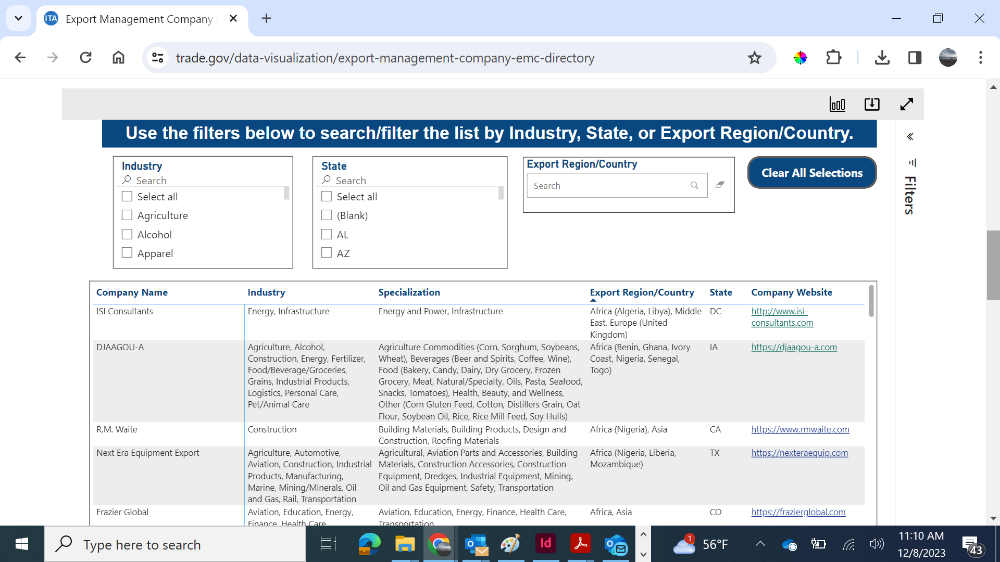 ITA Export Management Company
trade.gov/data-visualization/export-management-company-emc-directory
Use the filters below to search/filter the list by Industry, State, or Export Region/Country.
Industry
Search
Select all
Agriculture
Alcohol
Apparel
State
Search
Select all
(Blank)
AL
AZ
Export Region/Country
Search
Clear All Selections
Filters
Company Name Industry Specialization Export Region/Country State Company Website
ISI Consultants
Energy, Infrastructure
Energy and Power, Infrastructure
Africa (Algeria, Libya), Middle
East, Europe (United
Kingdom)
DC
http://www.isi-
consultants.com
DJAAGOU-A
Agriculture, Alcohol,
Construction, Energy, Fertilizer,
Food/Beverage/Groceries,
Grains, Industrial Products,
Logistics, Personal Care,
Pet/Animal Care
Agriculture Commodities (Corn, Sorghum, Soybeans,
Wheat), Beverages (Beer and Spirits, Coffee, Wine),
Food (Bakery, Candy, Dairy, Dry Grocery, Frozen
Grocery, Meat, Natural/Specialty, Oils, Pasta, Seafood,
Snacks, Tomatoes), Health, Beauty, and Wellness,
Other (Corn Gluten Feed, Cotton, Distillers Grain, Oat
Flour, Soybean Oil, Rice, Rice Mill Feed, Soy Hulls)
Africa (Benin, Ghana, Ivory
Coast, Nigeria, Senegal,
Togo)
IA
https://djaagou-a.com
R.M. Waite
Construction
Building Materials, Building Products, Design and
Construction, Roofing Materials
Africa (Nigeria), Asia
CA
https://www.rmwaite.com
Next Era Equipment Export
Agriculture, Automotive,
Aviation, Construction, Industrial
Products, Manufacturing,
Marine, Mining/Minerals, Oil
and Gas, Rail, Transportation
Agricultural, Aviation Parts and Accessories, Building
Materials, Construction Accessories, Construction
Equipment, Dredges, Industrial Equipment, Mining,
Oil and Gas Equipment, Safety, Transportation
Africa (Nigeria, Liberia,
Mozambique)
TX
https://nexteraequip.com
Frazier Global
Aviation, Education, Energy,
Finance, Health Care
Aviation, Education, Energy, Finance, Health Care,
Transportation
Africa, Asia
CO
https://frazierglobal.com
Type here to search
Id
1
56°F
11:10 AM
12/8/2023
43